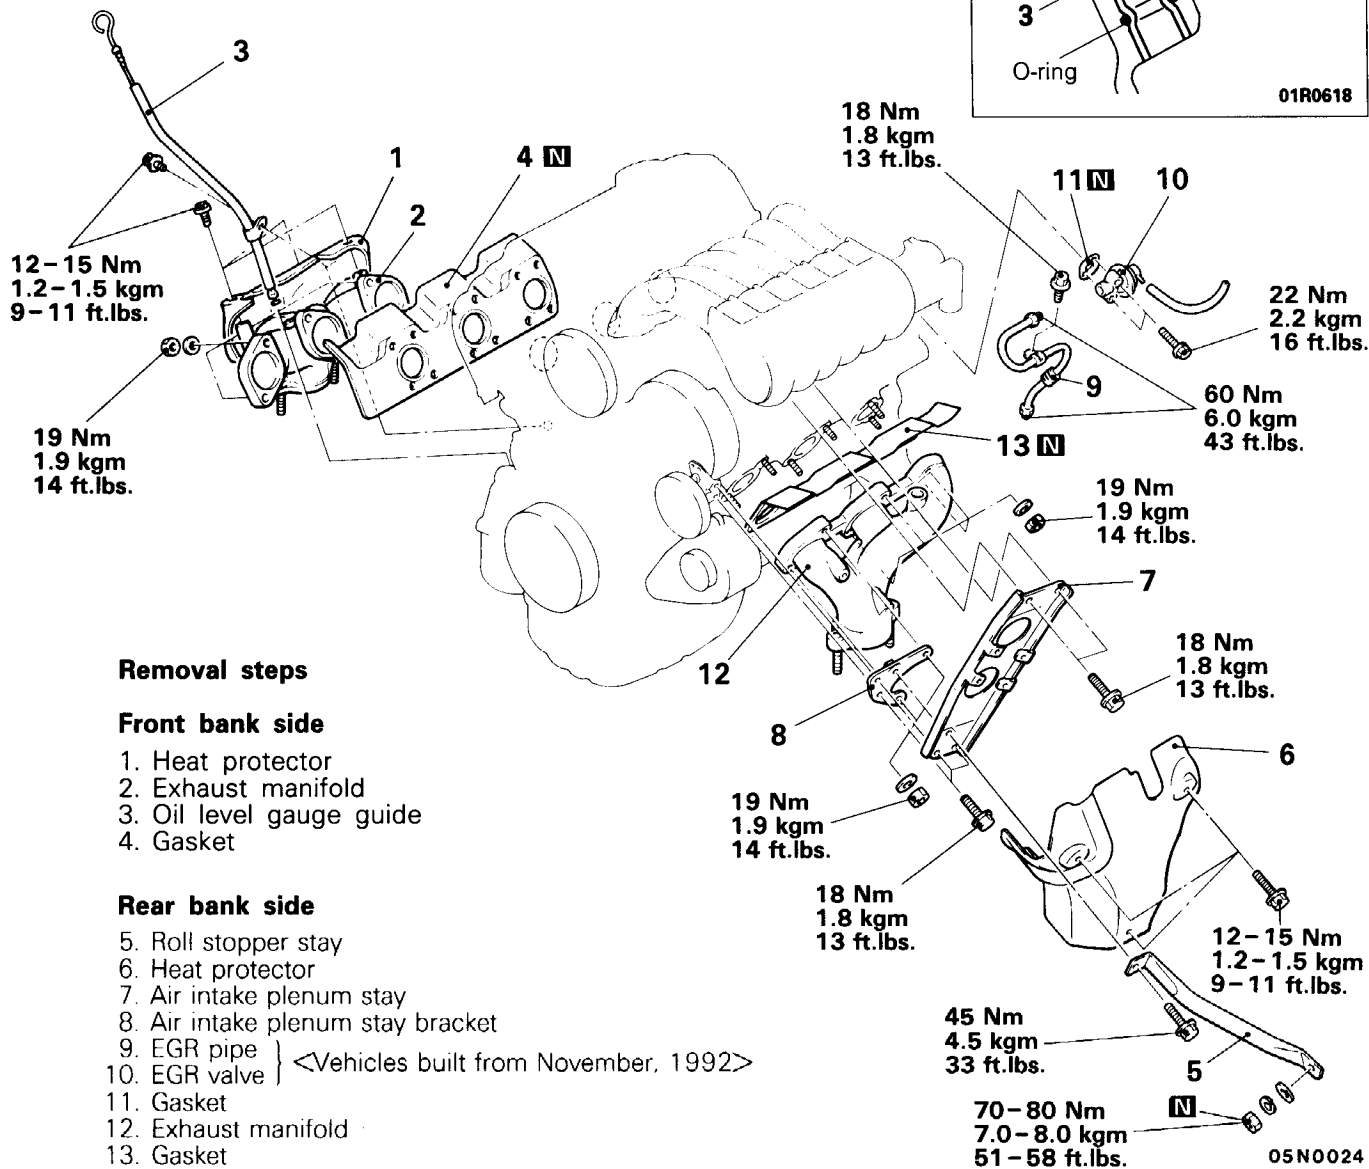 3
O-ring
01R0618
3
1
4 N
2
12–15 Nm
1.2–1.5 kgm
9–11 ft.lbs.
19 Nm
1.9 kgm
14 ft.lbs.
18 Nm
1.8 kgm
13 ft.lbs.
11 N
10
22 Nm
2.2 kgm
16 ft.lbs.
9
60 Nm
6.0 kgm
43 ft.lbs.
13 N
19 Nm
1.9 kgm
14 ft.lbs.
7
18 Nm
1.8 kgm
13 ft.lbs.
12
8
6
19 Nm
1.9 kgm
14 ft.lbs.
18 Nm
1.8 kgm
13 ft.lbs.
12–15 Nm
1.2–1.5 kgm
9–11 ft.lbs.
45 Nm
4.5 kgm
33 ft.lbs.
5
70–80 Nm
7.0–8.0 kgm
51–58 ft.lbs.
N
05N0024
Removal steps
Front bank side
1. Heat protector
2. Exhaust manifold
3. Oil level gauge guide
4. Gasket
Rear bank side
5. Roll stopper stay
6. Heat protector
7. Air intake plenum stay
8. Air intake plenum stay bracket
9. EGR pipe
10. EGR valve
<Vehicles built from November, 1992>
11. Gasket
12. Exhaust manifold
13. Gasket